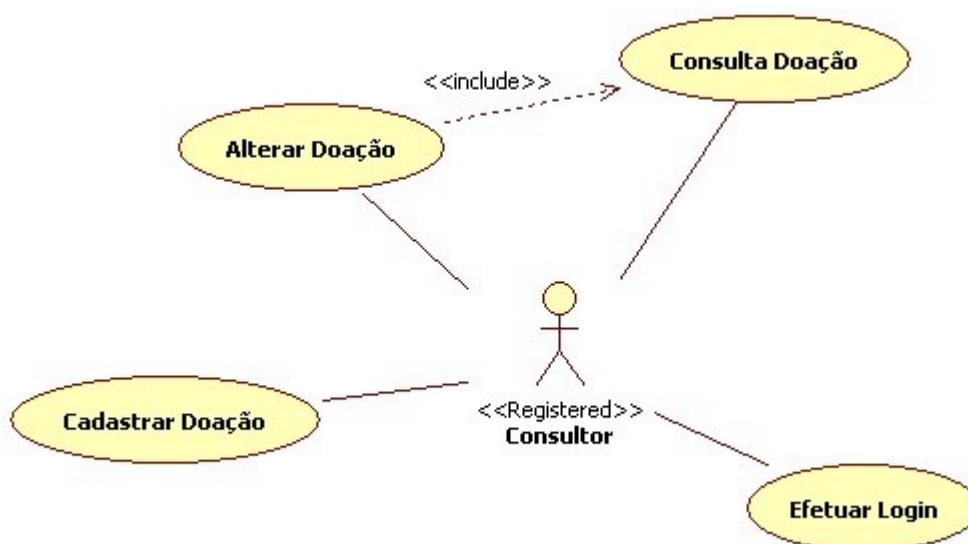 Consulta Doação
<<include>>
Alterar Doação
Cadastrar Doação
<<Registered>>
Consultor
Efetuar Login